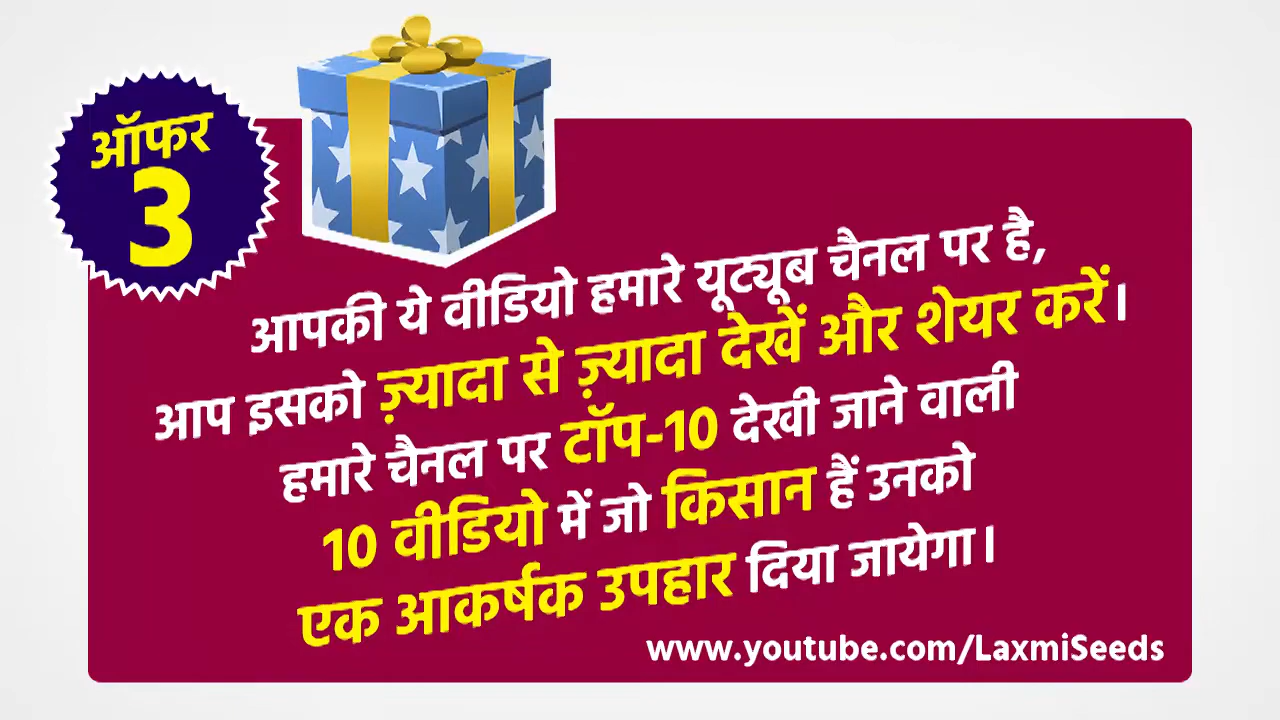 ऑफर
3
आपकी ये वीडियो हमारे यूट्यूब चैनल पर है,
आप इसको ज़्यादा से ज़्यादा देखें और शेयर करें।
हमारे चैनल पर टॉप-10 देखी जाने वाली
10 वीडियो में जो किसान हैं उनको
एक आकर्षक उपहार दिया जायेगा।
www.youtube.com/LaxmiSeeds